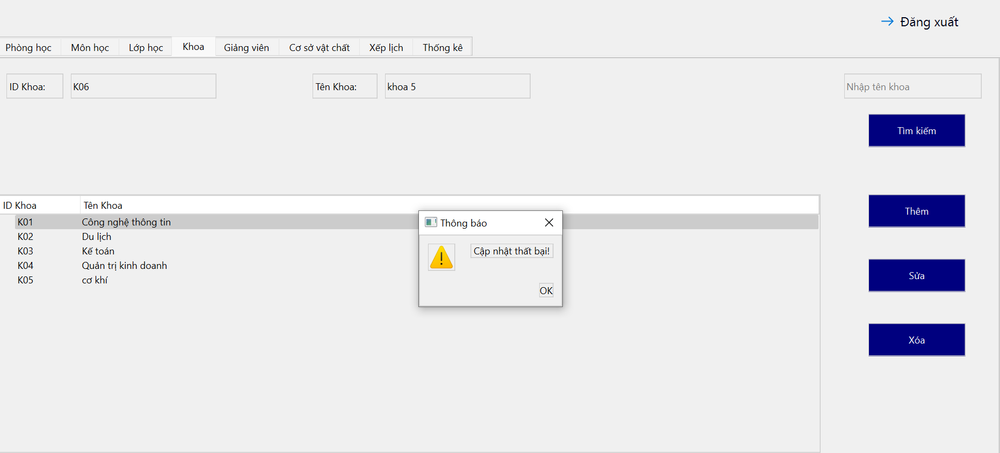 Đăng xuất
Phòng học Môn học Lớp học Khoa Giảng viên Cơ sở vật chất Xếp lịch Thống kê
ID Khoa: K06 Tên Khoa: khoa 5 Nhập tên khoa
Tìm kiếm
ID Khoa Tên Khoa
K01 Công nghệ thông tin
K02 Du lịch
K03 Kế toán
K04 Quản trị kinh doanh
K05 cơ khí
Thông báo
Cập nhật thất bại!
OK
Thêm
Sửa
Xóa